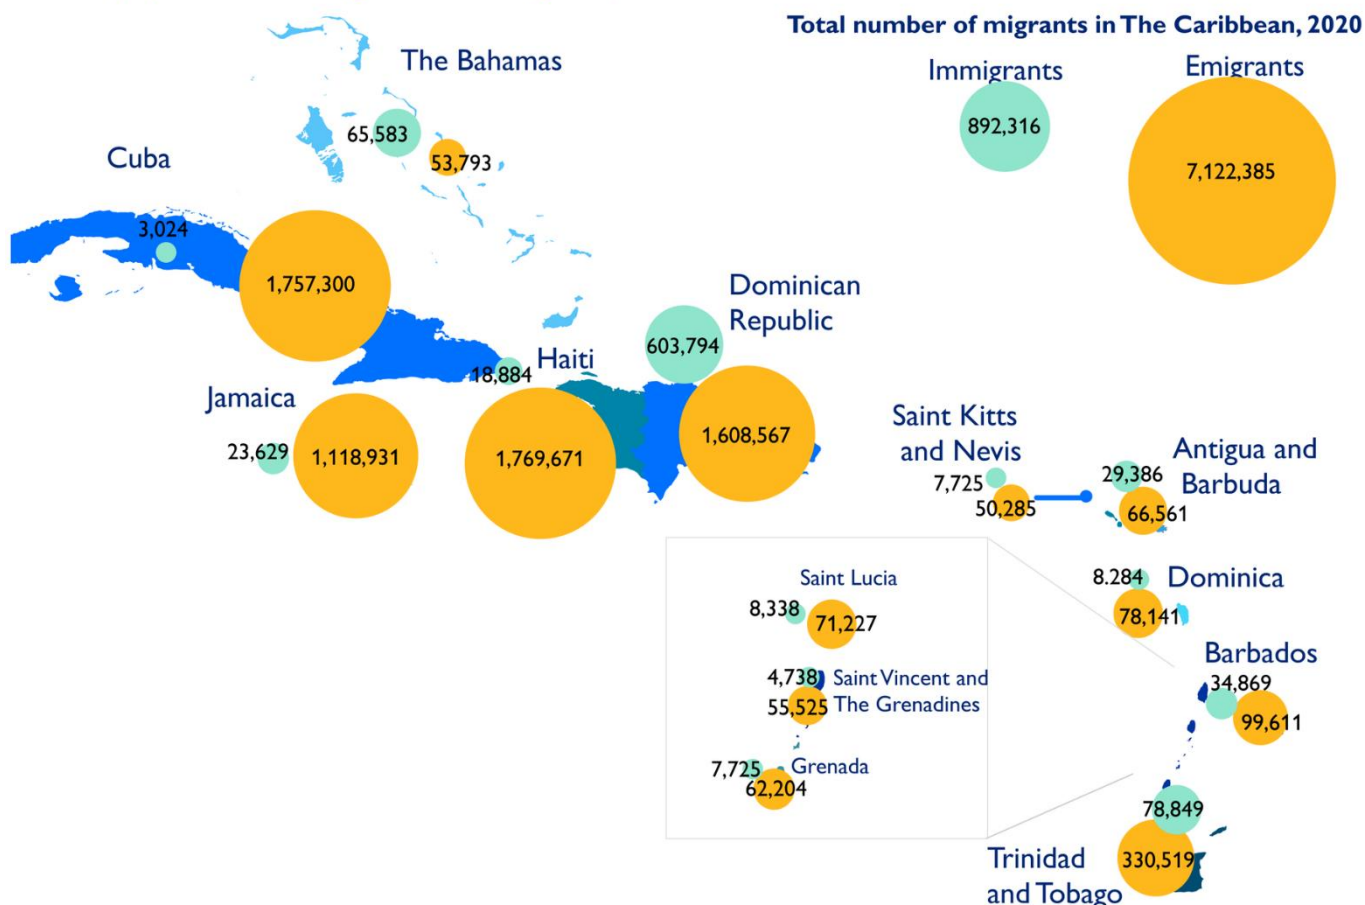 Total number of migrants in The Caribbean, 2020
Immigrants
Emigrants
892,316
7,122,385
The Bahamas
65,583
53,793
Cuba
3,024
1,757,300
Dominican
Republic
603,794
1,608,567
Haiti
18,884
1,769,671
Jamaica
23,629
1,118,931
Saint Kitts
and Nevis
7,725
50,285
Antigua and
Barbuda
29,386
66,561
8.284
Dominica
78,141
Saint Lucia
8,338
71,227
4,738
Saint Vincent and
The Grenadines
55,525
7,725
Grenada
62,204
Barbados
34,869
99,611
78,849
Trinidad
and Tobago
330,519